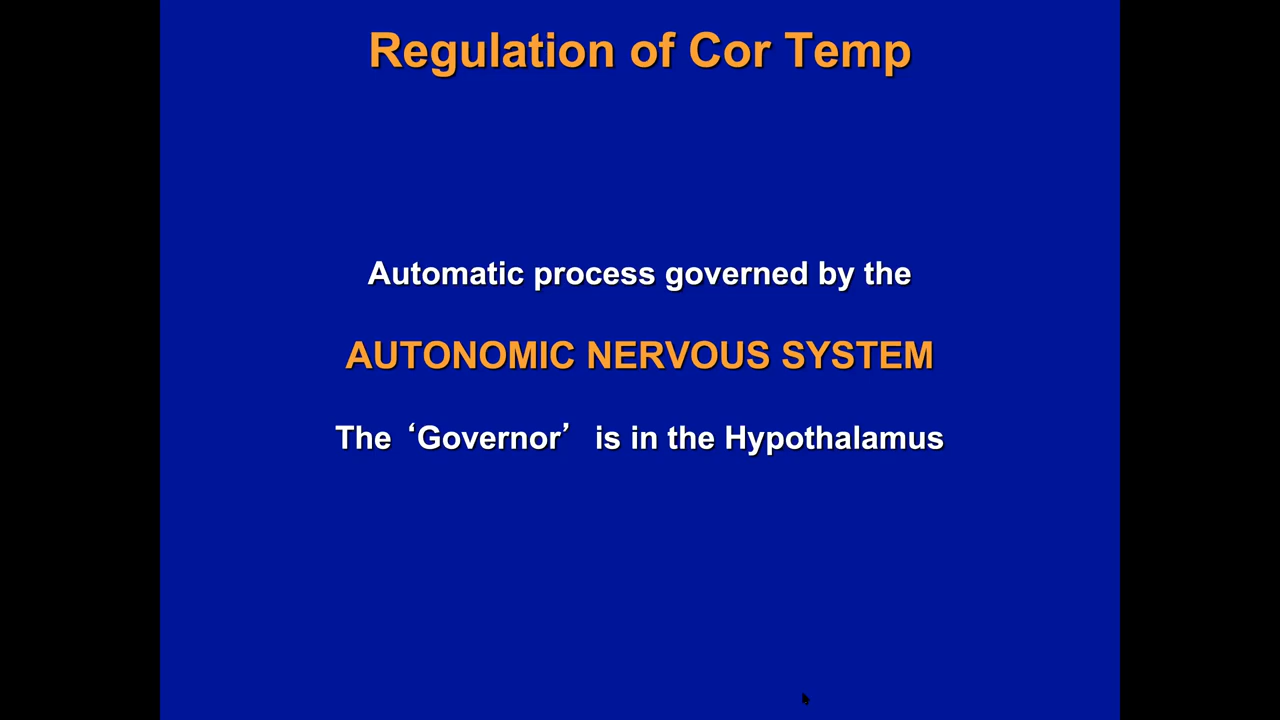 Regulation of Cor Temp
Automatic process governed by the
AUTONOMIC NERVOUS SYSTEM
The ‘Governor’ is in the Hypothalamus